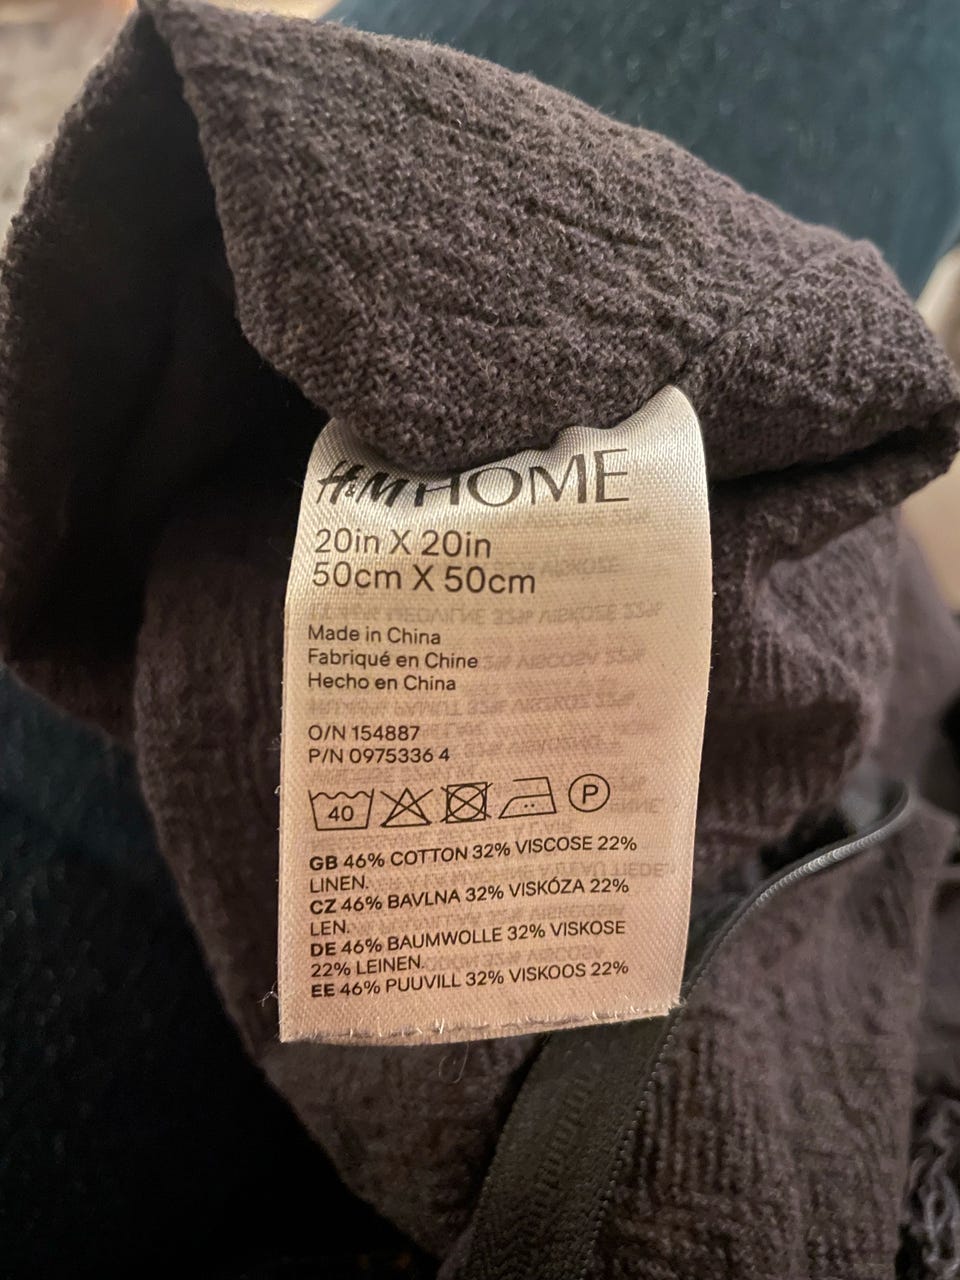 H&M HOME
20in X 20in
50cm X 50cm
Made in China
Fabriqué en Chine
Hecho en China
O/N 154887
P/N 0975336 4
40 P
GB 46% COTTON 32% VISCOSE 22%
LINEN.
CZ 46% BAVLNA 32% VISKÓZA 22%
LEN.
DE 46% BAUMWOLLE 32% VISKOSE
22% LEINEN.
EE 46% PUUVILL 32% VISKOOS 22%